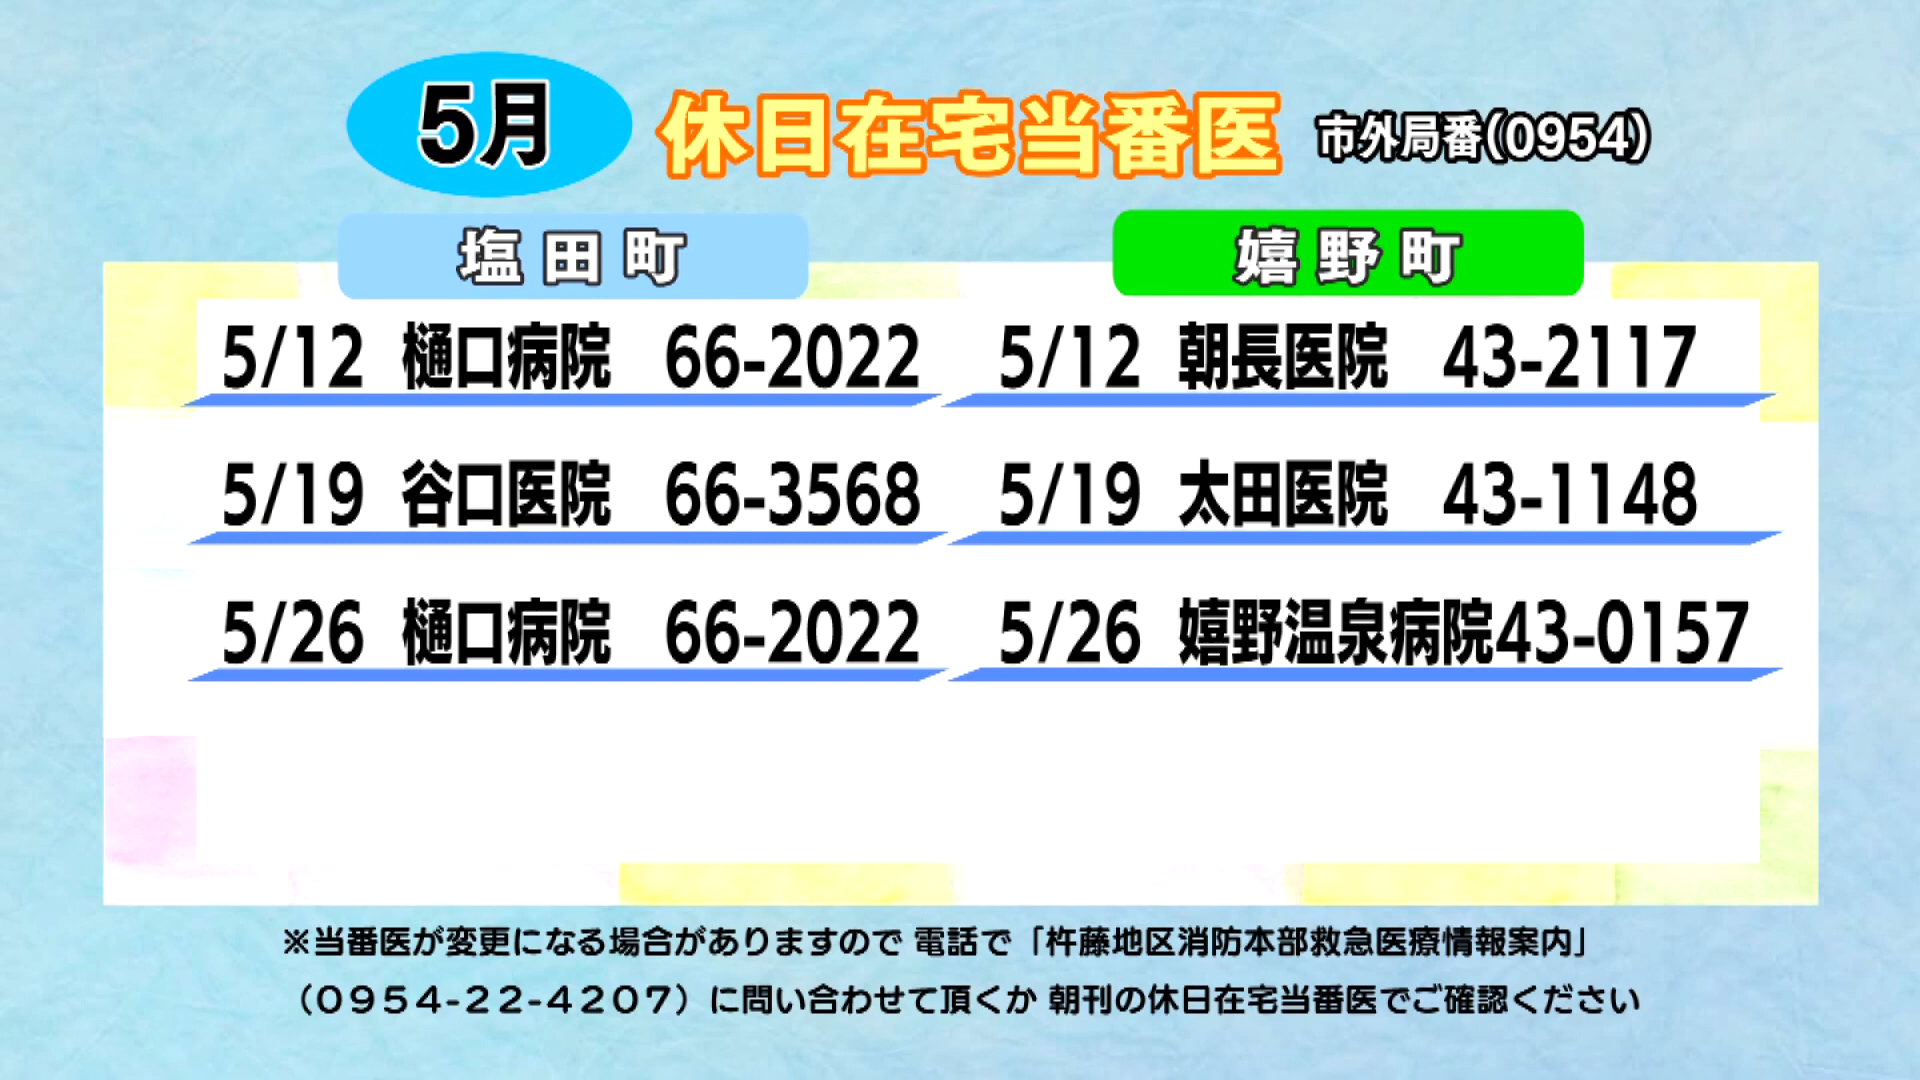 5月 休日在宅当番医 市外局番(0954)
塩田町 嬉野町
5/12 樋口病院 66-2022 5/12 朝長医院 43-2117
5/19 谷口医院 66-3568 5/19 太田医院 43-1148
5/26 樋口病院 66-2022 5/26 嬉野温泉病院43-0157
※当番医が変更になる場合がありますので 電話で「杵藤地区消防本部救急医療情報案内」
（０９５４-２２-４２０７）に問い合わせて頂くか 朝刊の休日在宅当番医でご確認ください